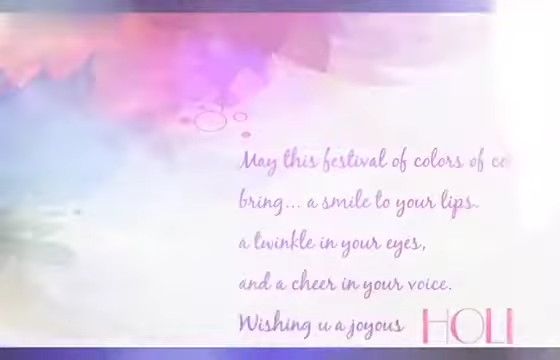 May this festival of colors of
bring... a smile to your lips~
a twinkle in your eyes,
and a cheer in your voice.
Wishing u a joyous HOLI